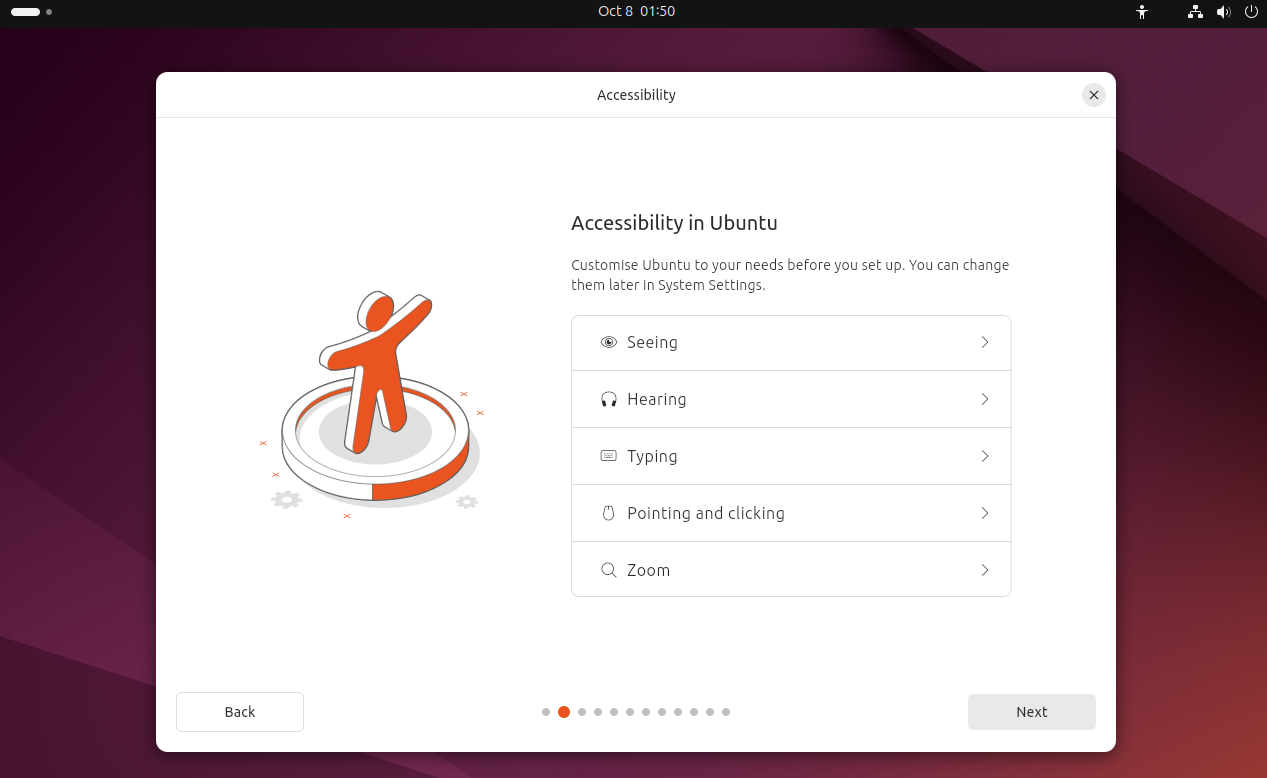 Oct 8 01:50
Accessibility
Accessibility in Ubuntu
Customise Ubuntu to your needs before you set up. You can change
them later in System Settings.
Seeing
Hearing
Typing
Pointing and clicking
Zoom
Back
Next